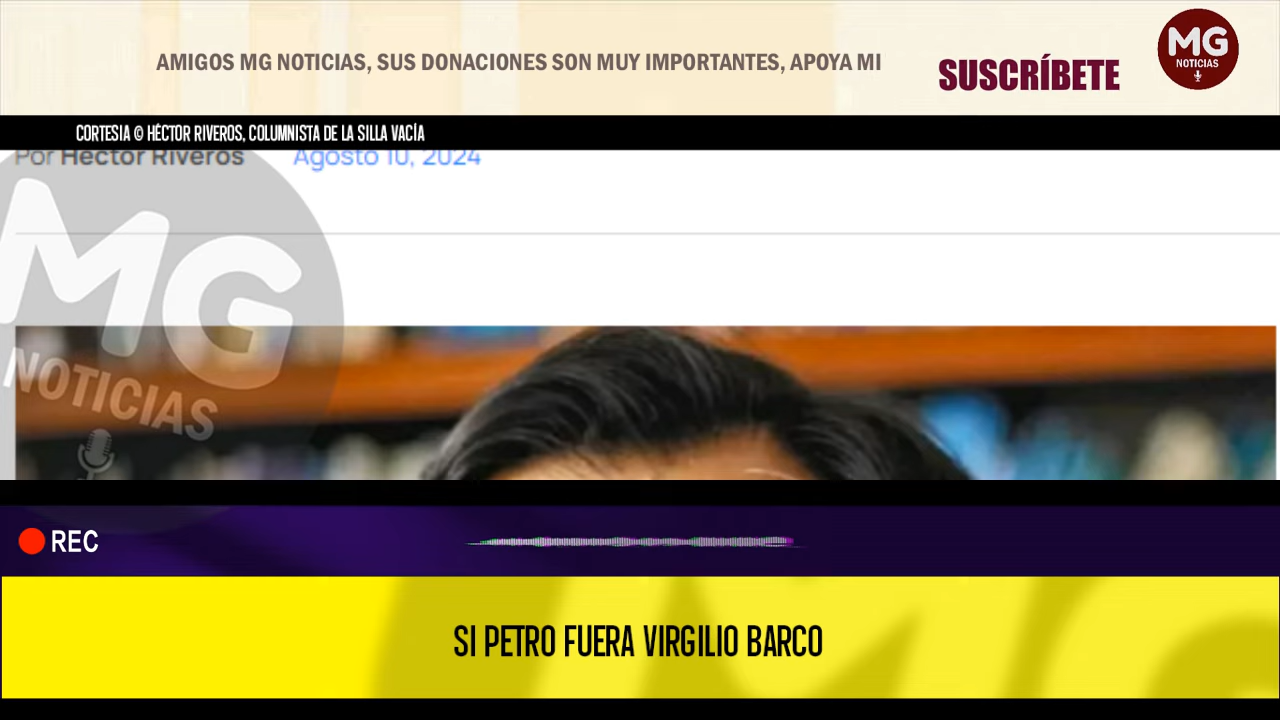 AMIGOS MG NOTICIAS, SUS DONACIONES SON MUY IMPORTANTES, APOYA MI
SUSCRÍBETE
MG
NOTICIAS
CORTESIA © HÉCTOR RIVEROS, COLUMNISTA DE LA SILLA VACÍA
Por Héctor Riveros Agosto 10, 2024
MG
NOTICIAS
REC
SI PETRO FUERA VIRGILIO BARCO